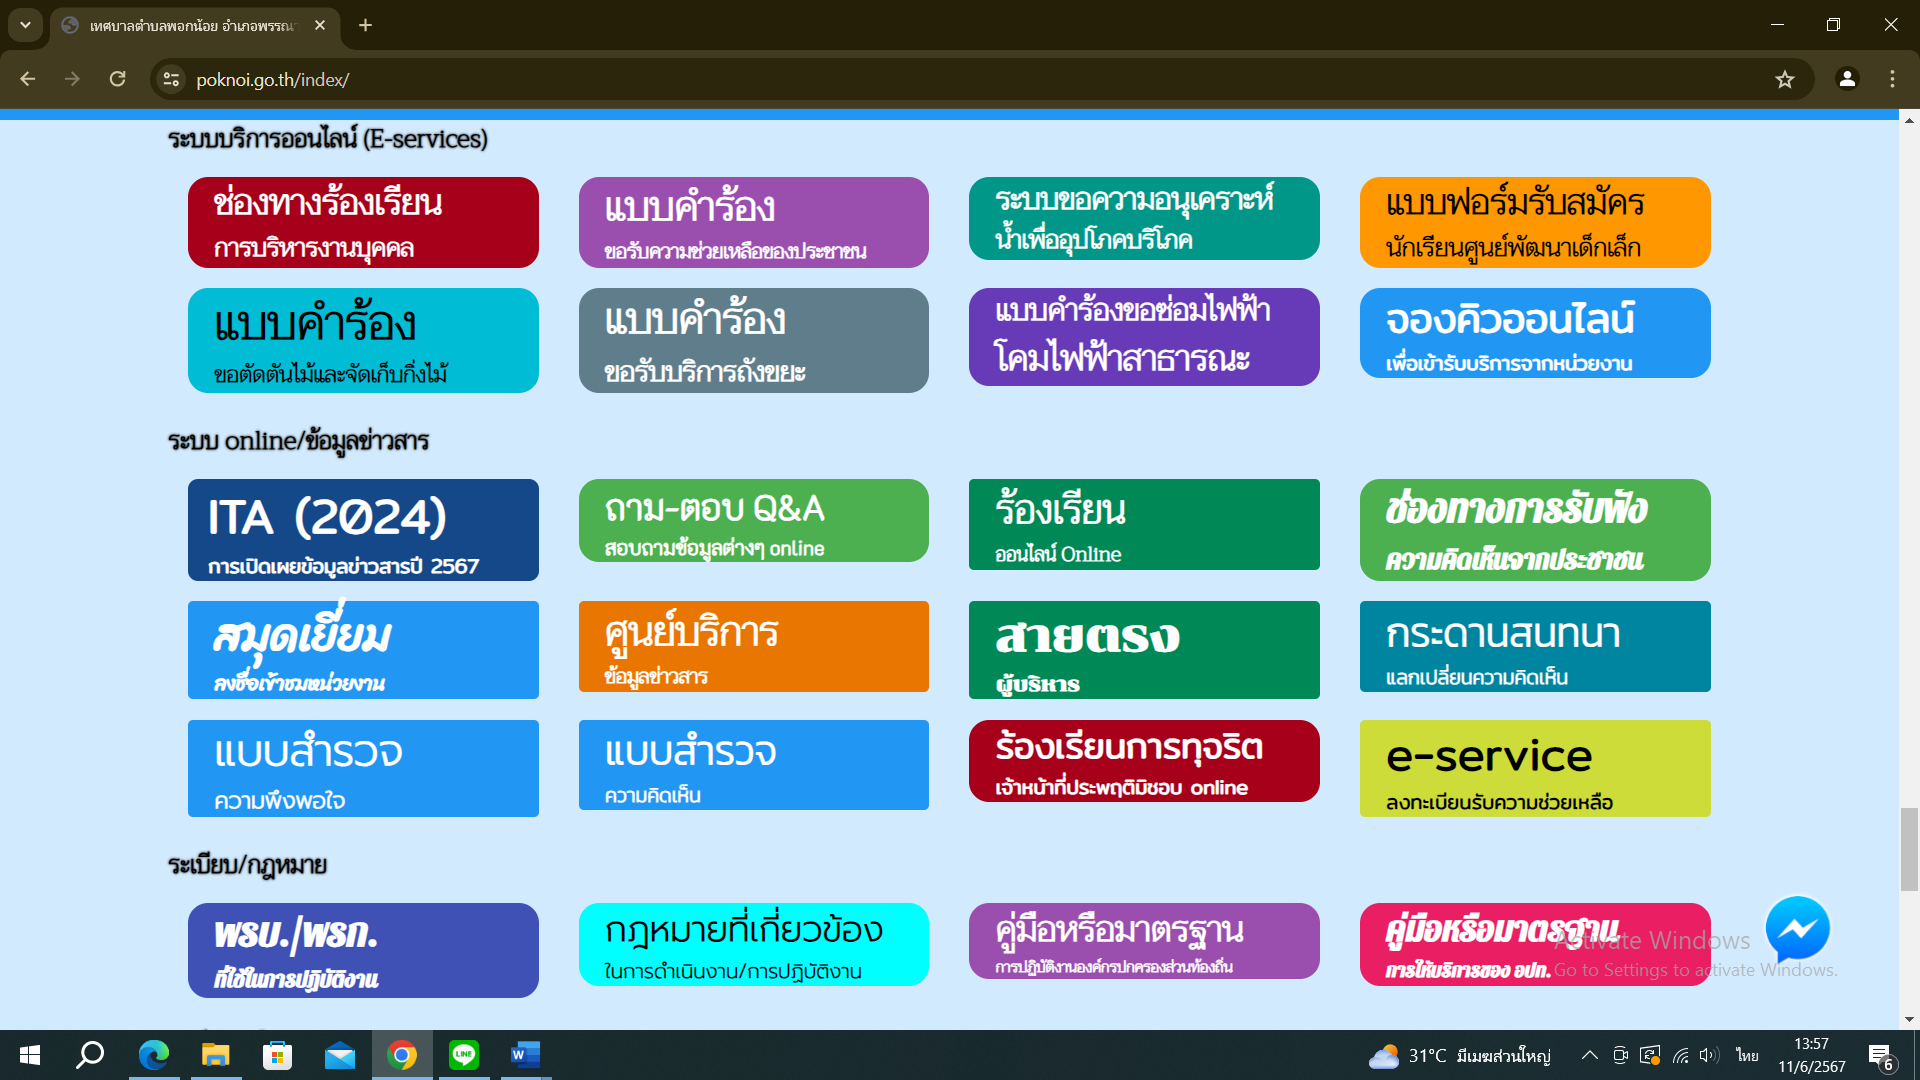 เทศบาลตำบลพอกน้อย อำเภอพรรณา
poknoi.go.th/index/
ระบบบริการออนไลน์ (E-services)
ช่องทางร้องเรียน
การบริหารงานบุคคล
แบบคำร้อง
ขอรับความช่วยเหลือของประชาชน
ระบบขอความอนุเคราะห์
น้ำเพื่ออุปโภคบริโภค
แบบฟอร์มรับสมัคร
นักเรียนศูนย์พัฒนาเด็กเล็ก
แบบคำร้อง
ขอตัดต้นไม้และจัดเก็บกิ่งไม้
แบบคำร้อง
ขอรับบริการถังขยะ
แบบคำร้องขอซ่อมไฟฟ้า
โคมไฟฟ้าสาธารณะ
จองคิวออนไลน์
เพื่อเข้ารับบริการจากหน่วยงาน
ระบบ online/ข้อมูลข่าวสาร
ITA (2024)
การเปิดเผยข้อมูลข่าวสารปี 2567
ถาม-ตอบ Q&A
สอบถามข้อมูลต่างๆ online
ร้องเรียน
ออนไลน์ Online
ช่องทางการรับฟัง
ความคิดเห็นจากประชาชน
สมุดเยี่ยม
ลงชื่อเข้าชมหน่วยงาน
ศูนย์บริการ
ข้อมูลข่าวสาร
สายตรง
ผู้บริหาร
กระดานสนทนา
แลกเปลี่ยนความคิดเห็น
แบบสำรวจ
ความพึงพอใจ
แบบสำรวจ
ความคิดเห็น
ร้องเรียนการทุจริต
เจ้าหน้าที่ประพฤติมิชอบ online
e-service
ลงทะเบียนรับความช่วยเหลือ
ระเบียบ/กฎหมาย
พรบ./พรก.
ที่ใช้ในการปฏิบัติงาน
กฎหมายที่เกี่ยวข้อง
ในการดำเนินงาน/การปฏิบัติงาน
คู่มือหรือมาตรฐาน
การปฏิบัติงานองค์กรปกครองส่วนท้องถิ่น
คู่มือหรือมาตรฐาน
การให้บริการของ อปท.
Activate Windows
Go to Settings to activate Windows.
LINE
W
31°C มีเมฆส่วนใหญ่
ไทย
13:57
11/6/2567
6